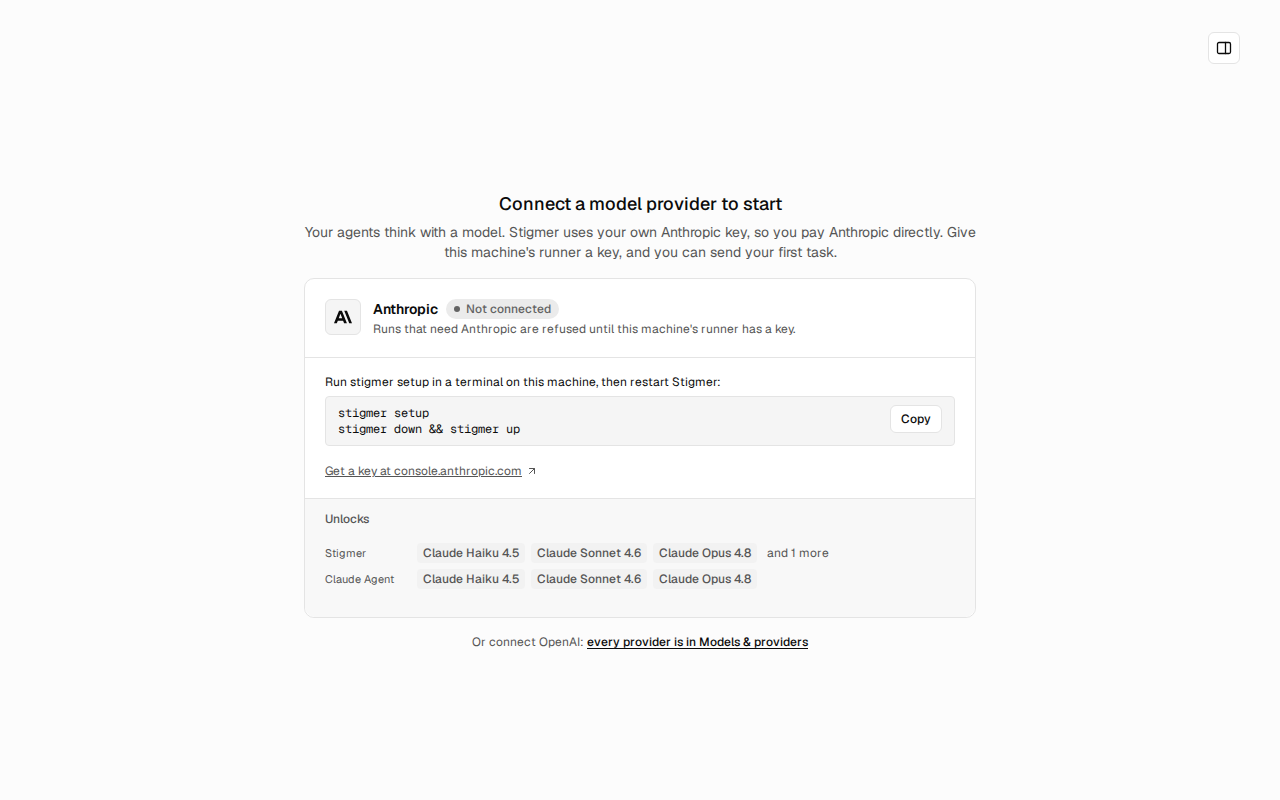 Connect a model provider to start
Your agents think with a model. Stigmer uses your own Anthropic key, so you pay Anthropic directly. Give
this machine's runner a key, and you can send your first task.
Anthropic
Not connected
Runs that need Anthropic are refused until this machine's runner has a key.
Run stigmer setup in a terminal on this machine, then restart Stigmer:
stigmer setup
stigmer down && stigmer up
Copy
Get a key at console.anthropic.com
Unlocks
Stigmer Claude Haiku 4.5 Claude Sonnet 4.6 Claude Opus 4.8 and 1 more
Claude Agent Claude Haiku 4.5 Claude Sonnet 4.6 Claude Opus 4.8
Or connect OpenAI: every provider is in Models & providers